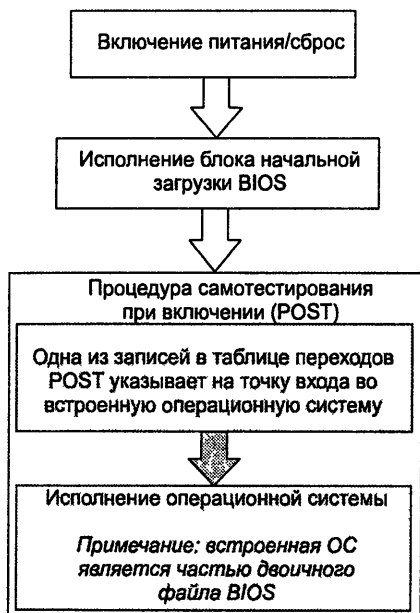 Включение питания/сброс
Исполнение блока начальной
загрузки BIOS
Процедура самотестирования
при включении (POST)
Одна из записей в таблице переходов
POST указывает на точку входа во
встроенную операционную систему
Исполнение операционной системы
Примечание: встроенная ОС
является частью двоичного
файла BIOS